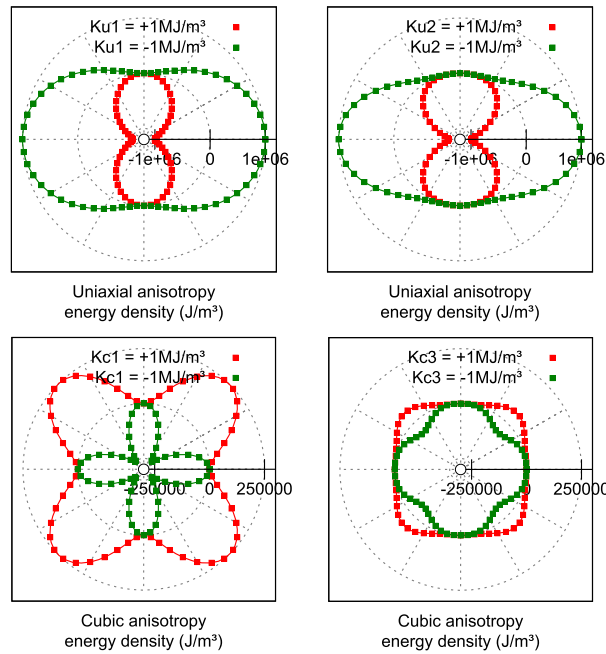 Ku1 = +1MJ/m³
Ku1 = -1MJ/m³
-1e+06 0 1e+06
Uniaxial anisotropy
energy density (J/m³)
Ku2 = +1MJ/m³
Ku2 = -1MJ/m³
-1e+06 0 1e+06
Uniaxial anisotropy
energy density (J/m³)
Kc1 = +1MJ/m³
Kc1 = -1MJ/m³
-250000 0 250000
Cubic anisotropy
energy density (J/m³)
Kc3 = +1MJ/m³
Kc3 = -1MJ/m³
-250000 0 250000
Cubic anisotropy
energy density (J/m³)